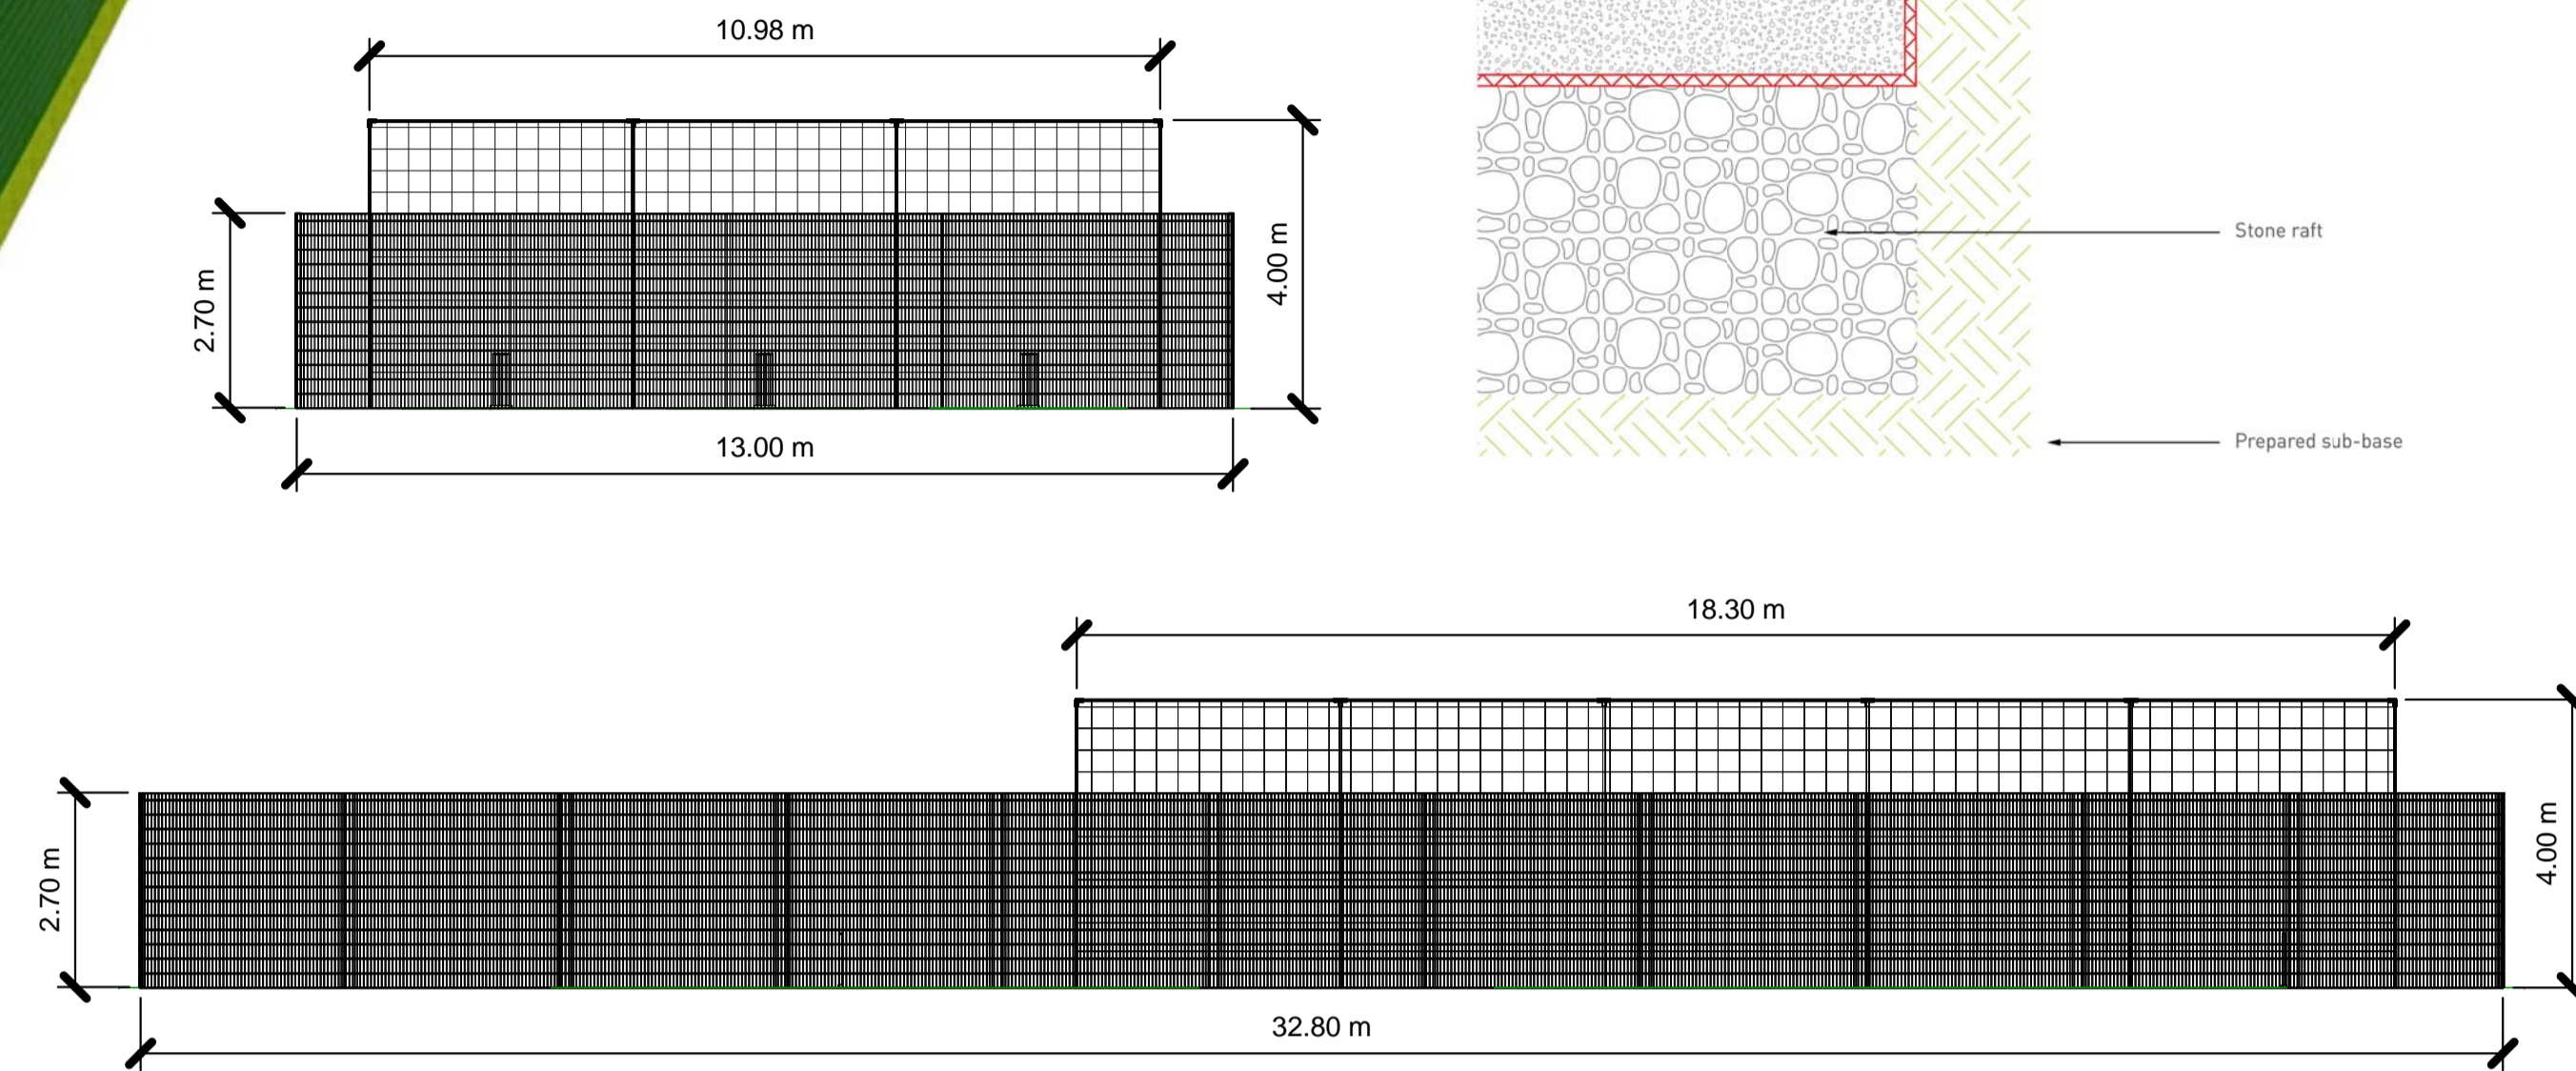 10.98 m
2.70 m
4.00 m
13.00 m
Stone raft
Prepared sub-base
18.30 m
2.70 m
4.00 m
32.80 m